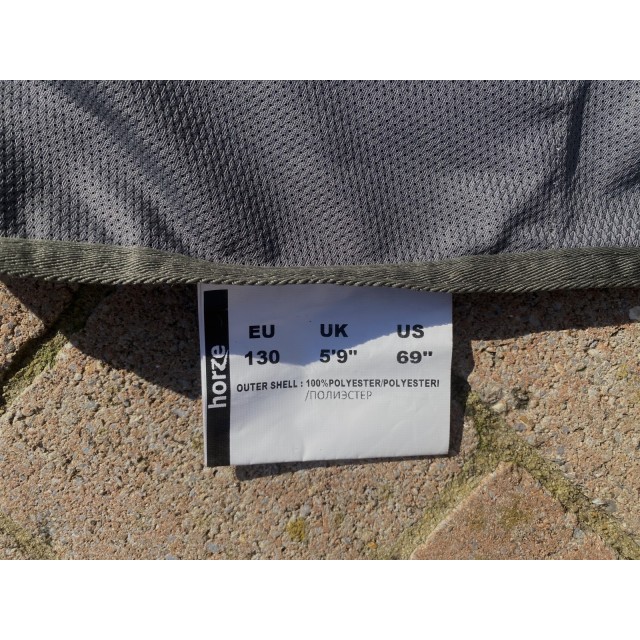 horze
EU UK US
130 5'9" 69"
OUTER SHELL : 100%POLYESTER/POLYESTERI
/ПОЛИЭСТЕР